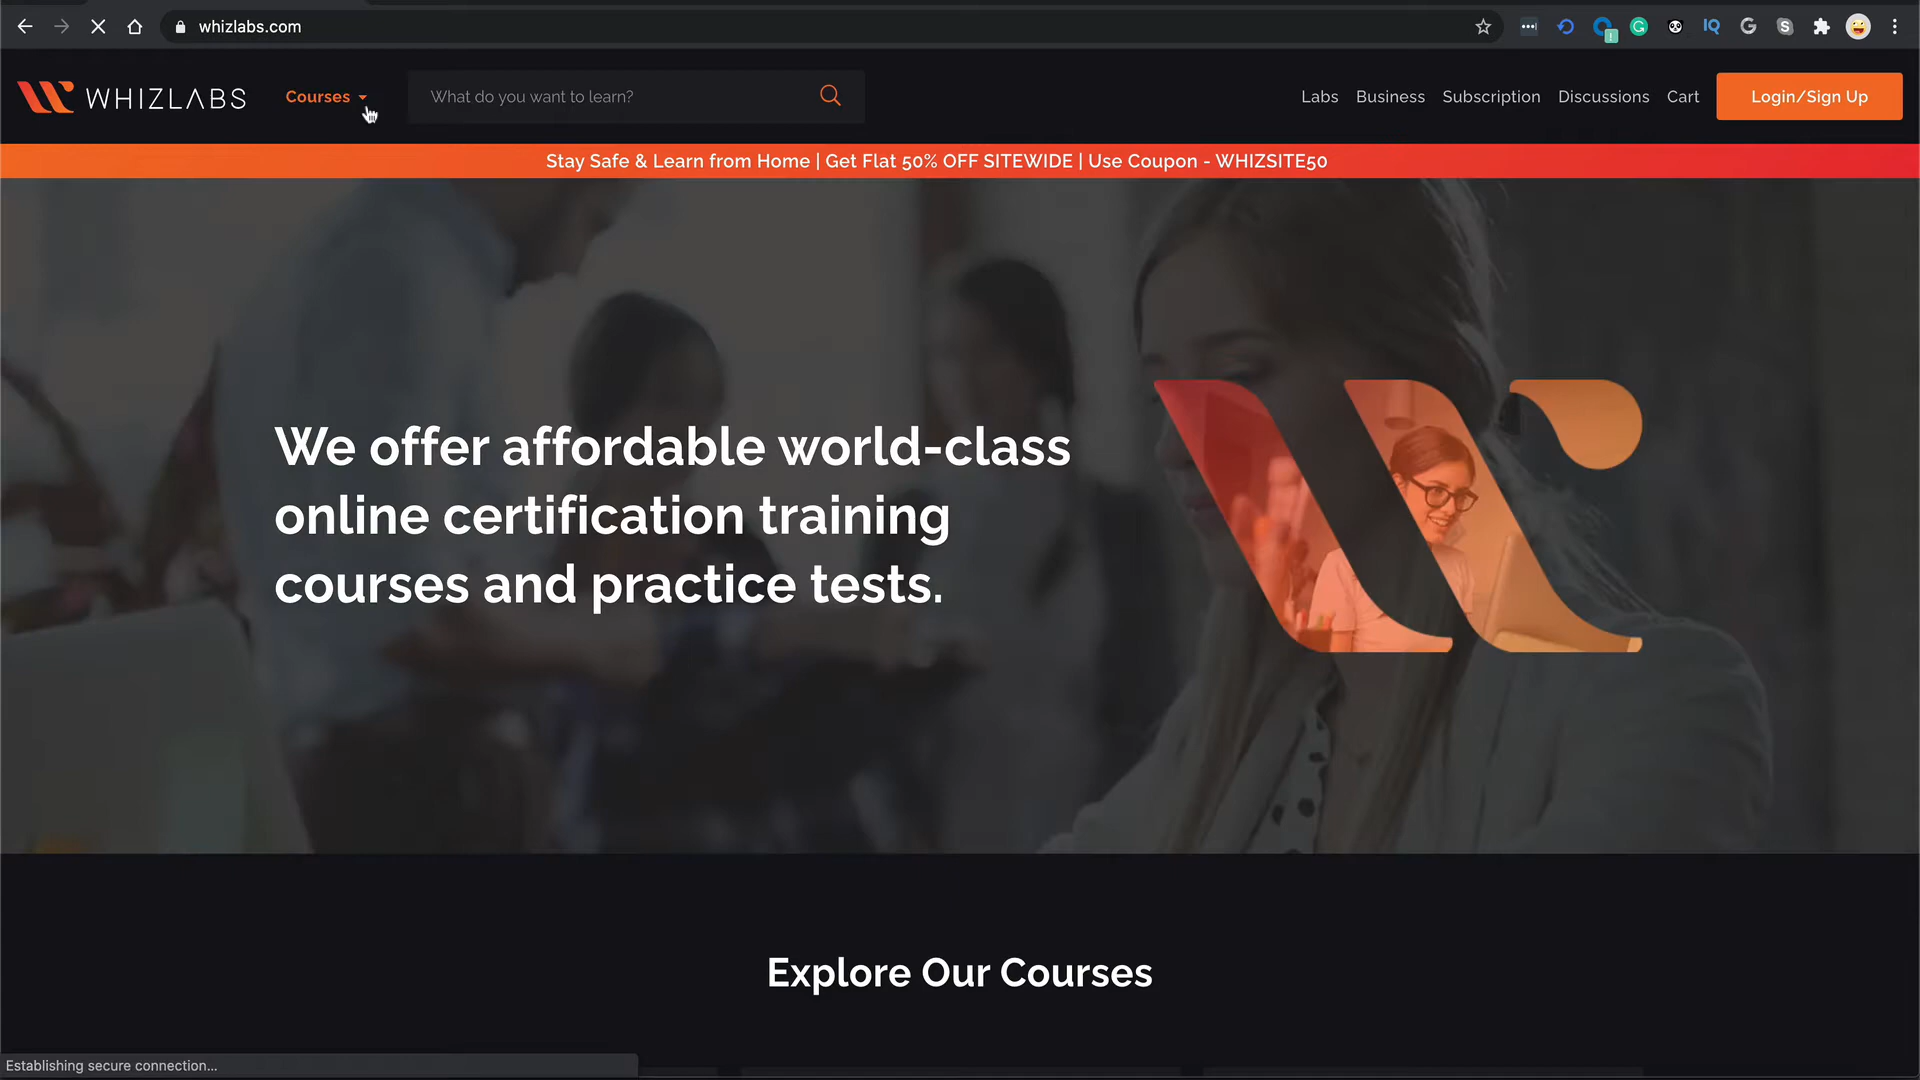 whizlabs.com
WHIZLABS
Courses
What do you want to learn?
Labs
Business
Subscription
Discussions
Cart
Login/Sign Up
Stay Safe & Learn from Home | Get Flat 50% OFF SITEWIDE | Use Coupon - WHIZSITE50
We offer affordable world-class
online certification training
courses and practice tests.
Explore Our Courses
Establishing secure connection...